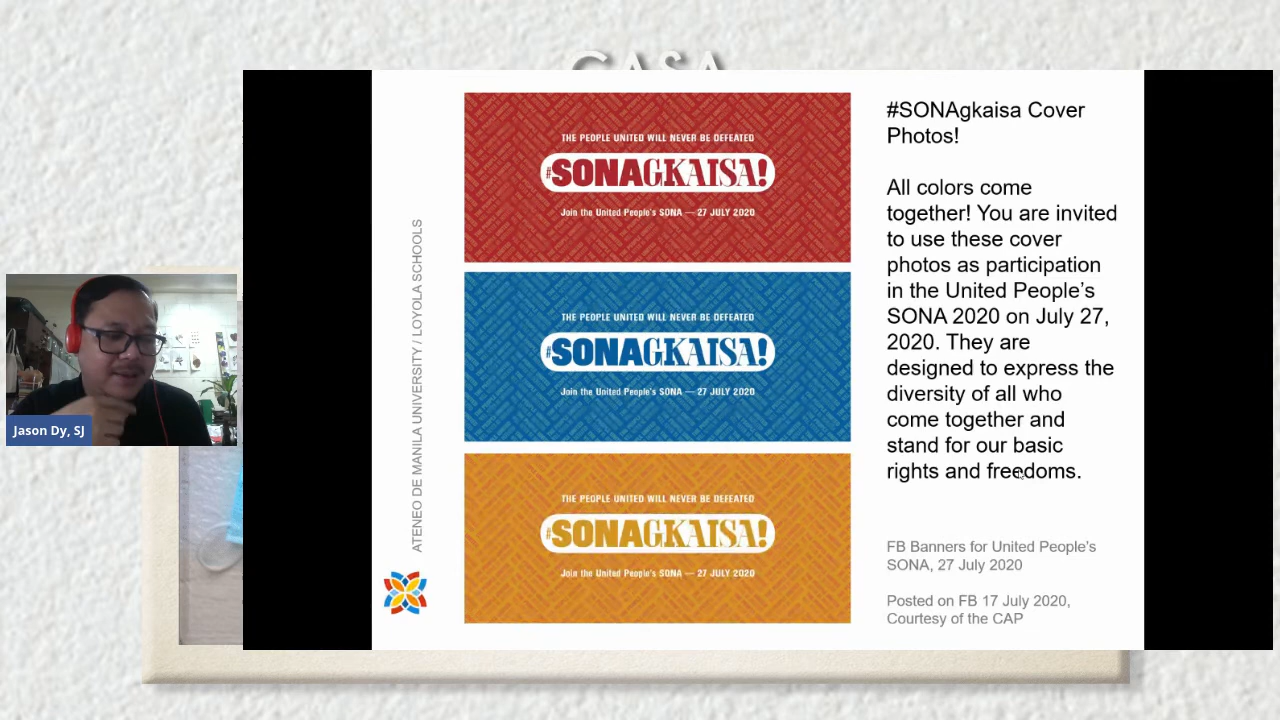 CASA
ATENEO DE MANILA UNIVERSITY / LOYOLA SCHOOLS
THE PEOPLE UNITED WILL NEVER BE DEFEATED
#SONAGKAISA!
Join the United People's SONA — 27 JULY 2020
THE PEOPLE UNITED WILL NEVER BE DEFEATED
#SONAGKAISA!
Join the United People's SONA — 27 JULY 2020
THE PEOPLE UNITED WILL NEVER BE DEFEATED
#SONAGKAISA!
Join the United People's SONA — 27 JULY 2020
#SONAgkaisa Cover
Photos!
All colors come
together! You are invited
to use these cover
photos as participation
in the United People's
SONA 2020 on July 27,
2020. They are
designed to express the
diversity of all who
come together and
stand for our basic
rights and freedoms.
FB Banners for United People's
SONA, 27 July 2020
Posted on FB 17 July 2020,
Courtesy of the CAP
Jason Dy, SJ